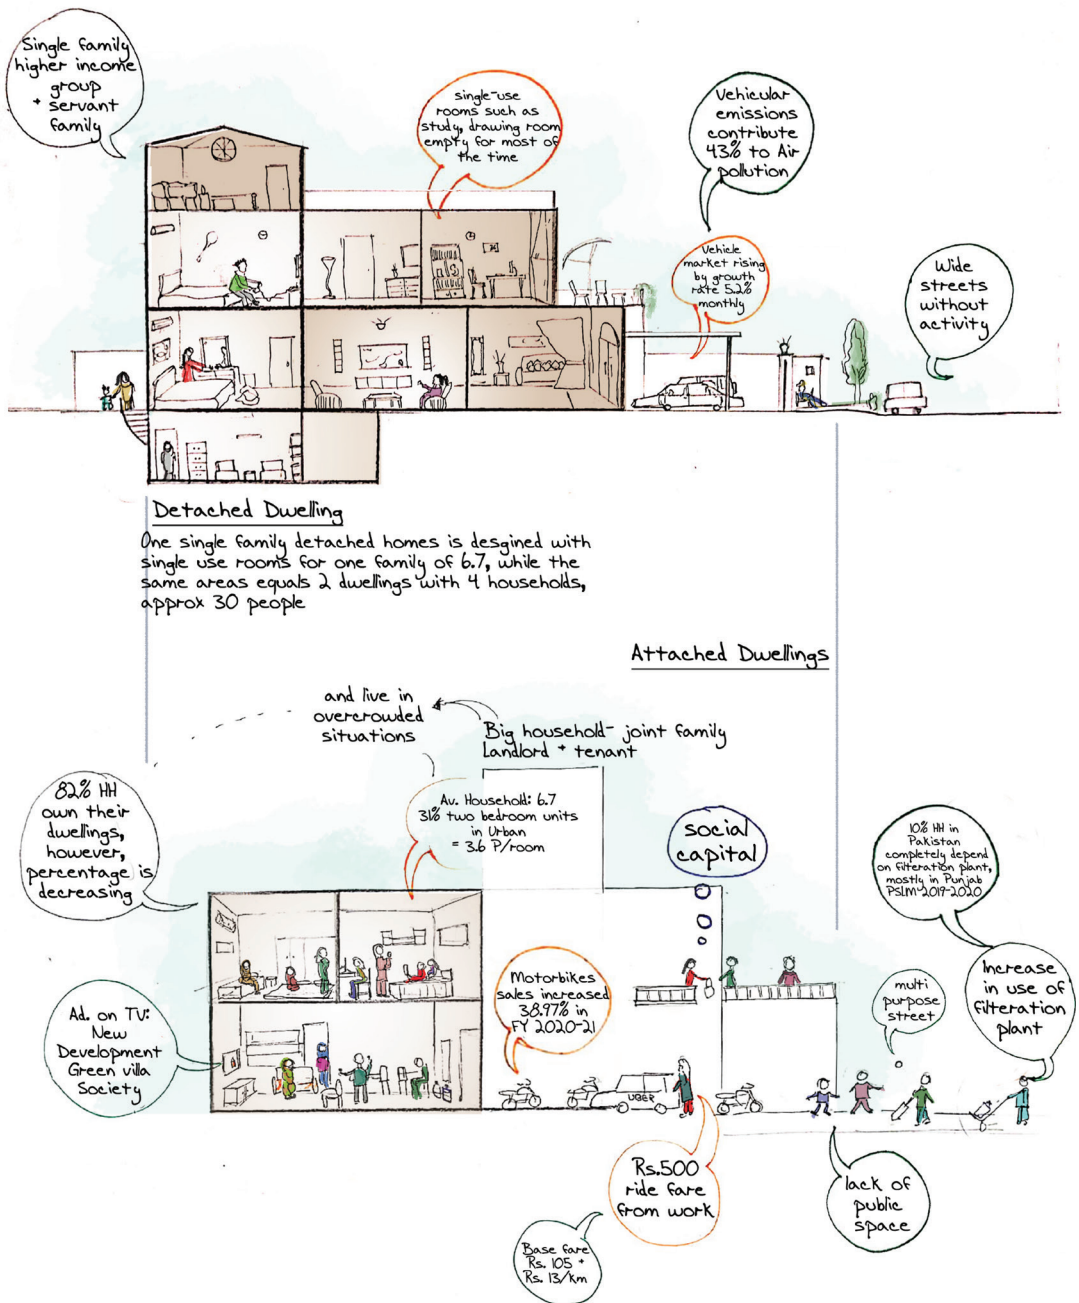 Single family
higher income
group
+ servant
family
single-use
rooms such as
study, drawing room
empty for most of
the time
Vehicular
emissions
contribute
43% to Air
pollution
Vehicle
market rising
by growth
rate 5.2%
monthly
Wide
streets
without
activity
Detached Dwelling
One single family detached homes is desgined with
single use rooms for one family of 6.7, while the
same areas equals 2 dwellings with 4 households,
approx 30 people
Attached Dwellings
and live in
overcrowded
situations
Big household- joint family
Landlord + tenant
82% HH
own their
dwellings,
however,
percentage is
decreasing
Av. Household: 6.7
31% two bedroom units
in Urban
= 3.6 P/room
social
capital
10% HH in
Pakistan
completely depend
on filteration plant,
mostly in Punjab
PSLM-2019-2020
Ad. on TV:
New
Development
Green villa
Society
Motorbikes
sales increased
38.97% in
FY 2020-21
multi
purpose
street
Increase
in use of
filteration
plant
UBER
Rs.500
ride fare
from work
lack of
public
space
Base fare
Rs. 105 +
Rs. 13/km